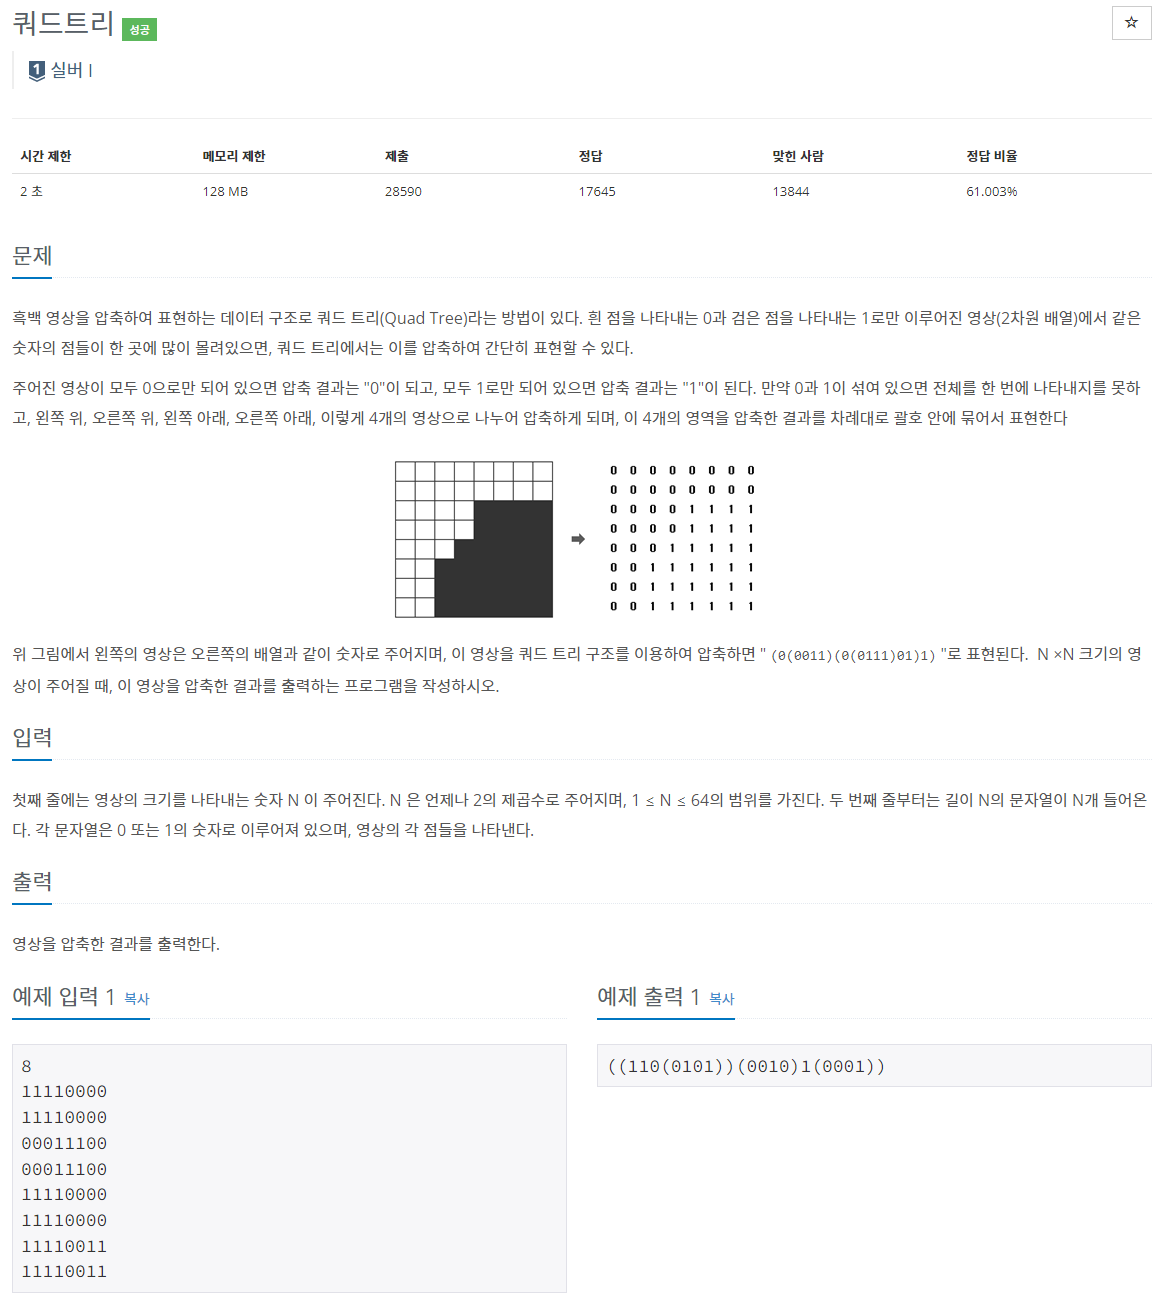 쿼드트리 성공
☆
1 실버 I
시간 제한 메모리 제한 제출 정답 맞힌 사람 정답 비율
2 초 128 MB 28590 17645 13844 61.003%
문제
흑백 영상을 압축하여 표현하는 데이터 구조로 쿼드 트리(Quad Tree)라는 방법이 있다. 흰 점을 나타내는 0과 검은 점을 나타내는 1로만 이루어진 영상(2차원 배열)에서 같은
숫자의 점들이 한 곳에 많이 몰려있으면, 쿼드 트리에서는 이를 압축하여 간단히 표현할 수 있다.
주어진 영상이 모두 0으로만 되어 있으면 압축 결과는 "0"이 되고, 모두 1로만 되어 있으면 압축 결과는 "1"이 된다. 만약 0과 1이 섞여 있으면 전체를 한 번에 나타내지를 못하
고, 왼쪽 위, 오른쪽 위, 왼쪽 아래, 오른쪽 아래, 이렇게 4개의 영상으로 나누어 압축하게 되며, 이 4개의 영역을 압축한 결과를 차례대로 괄호 안에 묶어서 표현한다
0 0 0 0 0 0 0 0
0 0 0 0 0 0 0 0
0 0 0 0 1 1 1 1
0 0 0 0 1 1 1 1
0 0 0 1 1 1 1 1
0 0 1 1 1 1 1 1
0 0 1 1 1 1 1 1
0 0 1 1 1 1 1 1
위 그림에서 왼쪽의 영상은 오른쪽의 배열과 같이 숫자로 주어지며, 이 영상을 쿼드 트리 구조를 이용하여 압축하면 " (0(0011)(0(0111)01)1) "로 표현된다. N ×N 크기의 영
상이 주어질 때, 이 영상을 압축한 결과를 출력하는 프로그램을 작성하시오.
입력
첫째 줄에는 영상의 크기를 나타내는 숫자 N 이 주어진다. N 은 언제나 2의 제곱수로 주어지며, 1 ≤ N ≤ 64의 범위를 가진다. 두 번째 줄부터는 길이 N의 문자열이 N개 들어온
다. 각 문자열은 0 또는 1의 숫자로 이루어져 있으며, 영상의 각 점들을 나타낸다.
출력
영상을 압축한 결과를 출력한다.
예제 입력 1 복사
8
11110000
11110000
00011100
00011100
11110000
11110000
11110011
11110011
예제 출력 1 복사
((110(0101))(0010)1(0001))